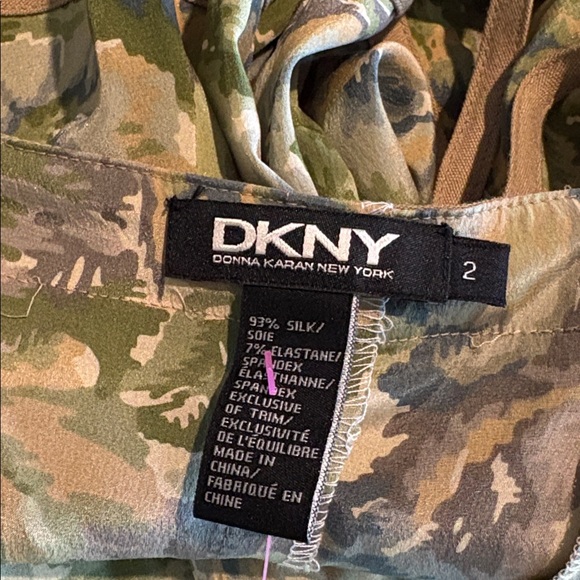 DKNY
DONNA KARAN NEW YORK
2
93% SILK/
SOIE
7% ELASTANE/
SPANDEX
ÉLASTHANNE/
SPANDEX
EXCLUSIVE
OF TRIM/
EXCLUSIVITÉ
DE L'EQUILIBRE
MADE IN
CHINA/
FABRIQUÉ EN
CHINE